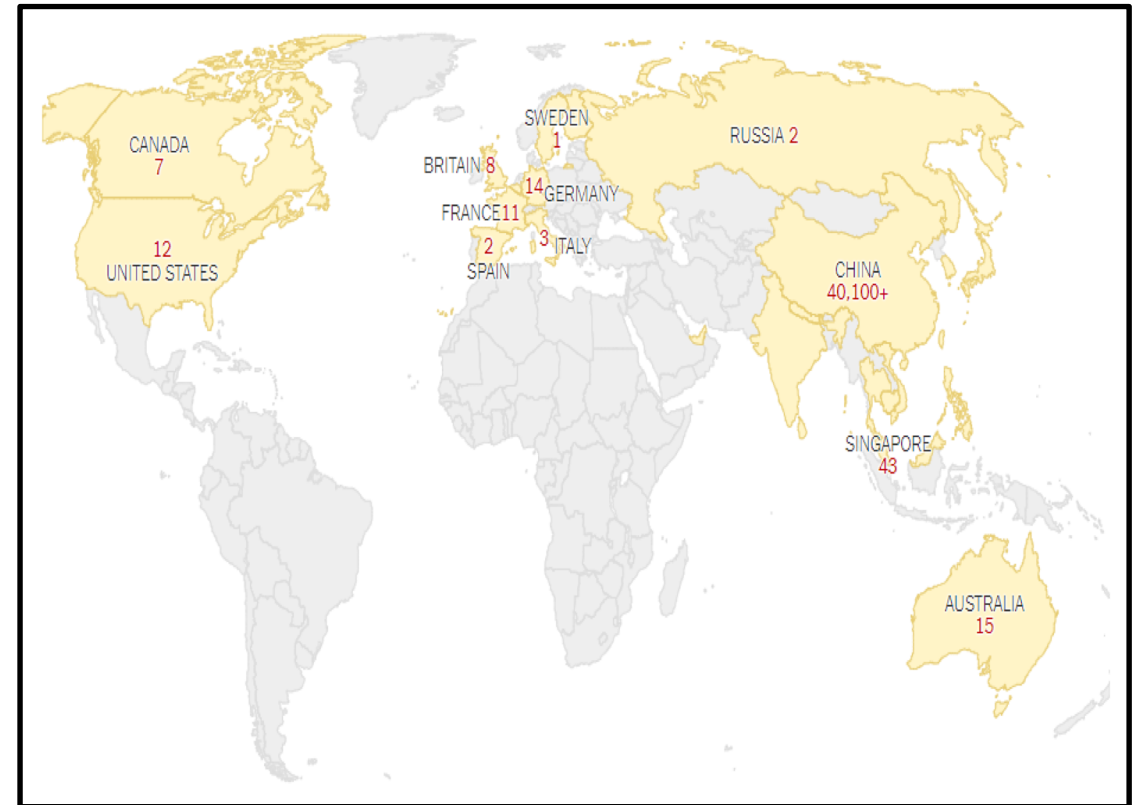 SWEDEN
1
CANADA
7
RUSSIA 2
BRITAIN 8
14 GERMANY
FRANCE 11
3 ITALY
2
SPAIN
12
UNITED STATES
CHINA
40,100+
SINGAPORE
43
AUSTRALIA
15